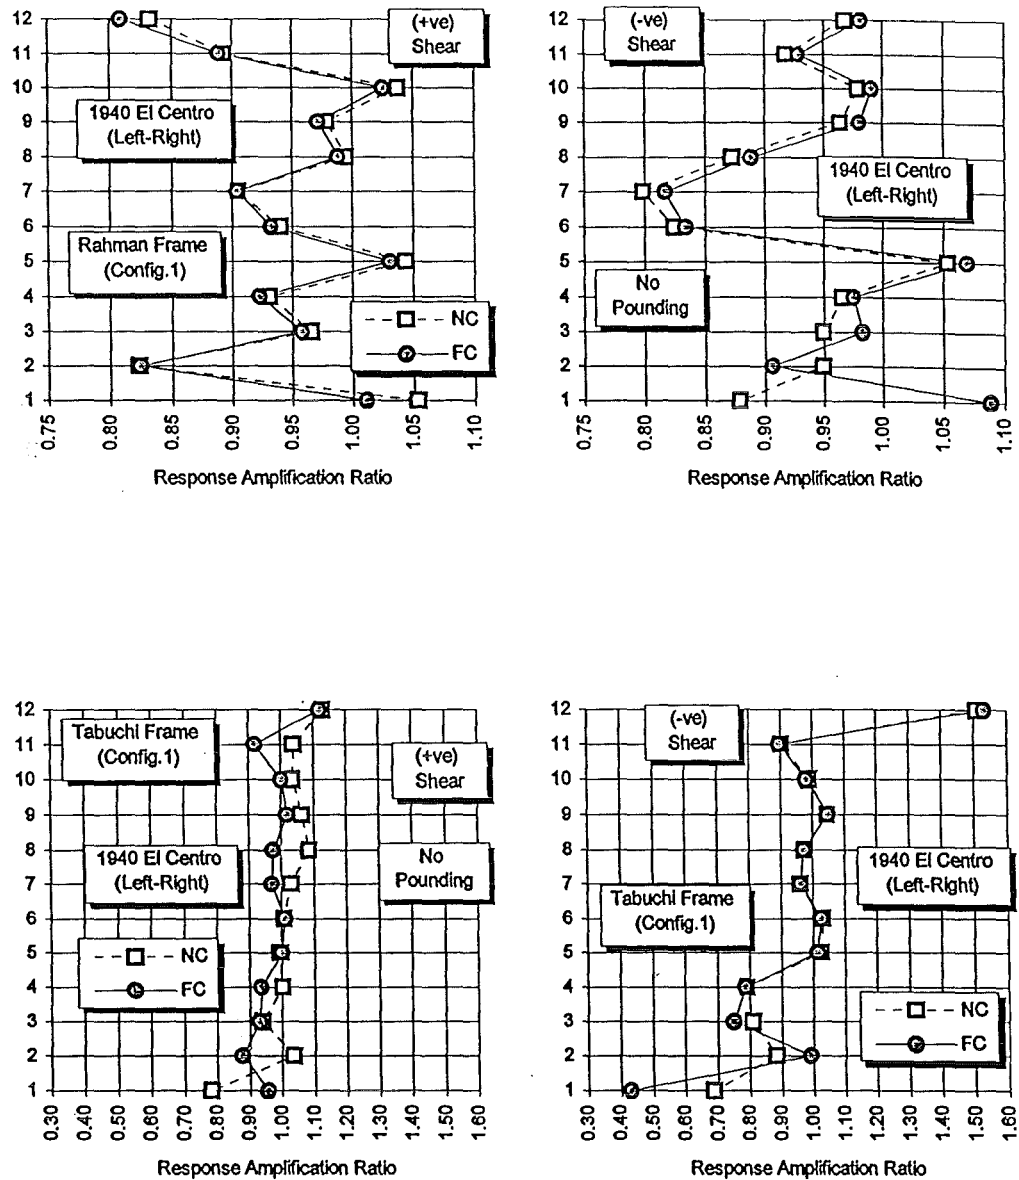 12
11
10
9
8
7
6
5
4
3
2
1
(+ve)
Shear
1940 El Centro
(Left-Right)
Rahman Frame
(Config.1)
NC
FC
0.75
0.80
0.85
0.90
0.95
1.00
1.05
1.10
Response Amplification Ratio
12
11
10
9
8
7
6
5
4
3
2
1
(-ve)
Shear
1940 El Centro
(Left-Right)
No
Pounding
0.75
0.80
0.85
0.90
0.95
1.00
1.05
1.10
Response Amplification Ratio
12
11
10
9
8
7
6
5
4
3
2
1
Tabuchi Frame
(Config.1)
(+ve)
Shear
1940 El Centro
(Left-Right)
No
Pounding
NC
FC
0.30
0.40
0.50
0.60
0.70
0.80
0.90
1.00
1.10
1.20
1.30
1.40
1.50
1.60
Response Amplification Ratio
12
11
10
9
8
7
6
5
4
3
2
1
(-ve)
Shear
1940 El Centro
(Left-Right)
Tabuchi Frame
(Config.1)
NC
FC
0.30
0.40
0.50
0.60
0.70
0.80
0.90
1.00
1.10
1.20
1.30
1.40
1.50
1.60
Response Amplification Ratio